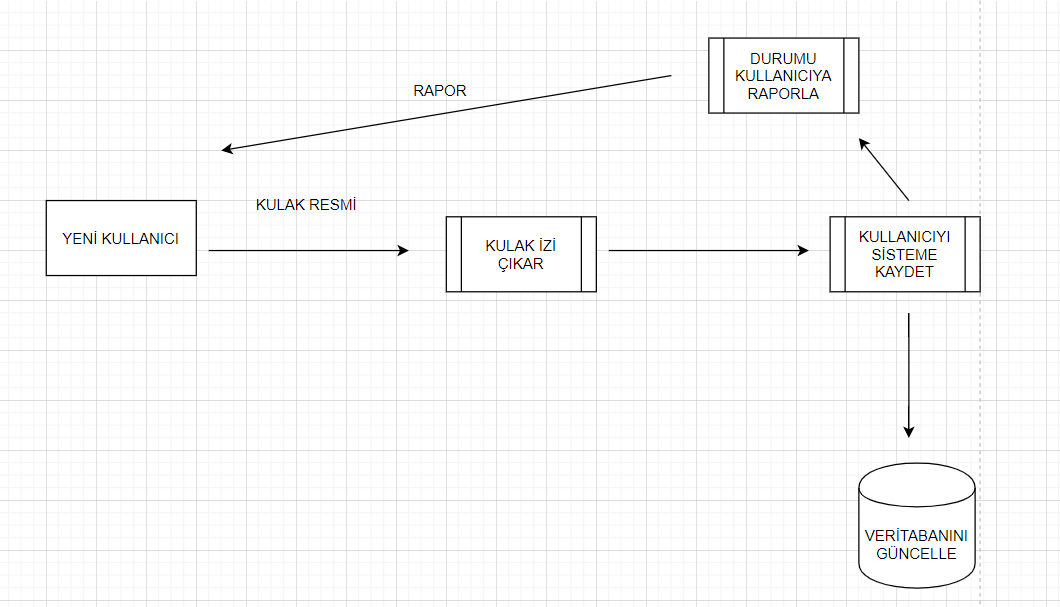 DURUMU
KULLANICIYA
RAPORLA
RAPOR
KULAK RESMİ
YENİ KULLANICI
KULAK İZİ
ÇIKAR
KULLANICIYI
SİSTEME
KAYDET
VERİTABANINI
GÜNCELLE